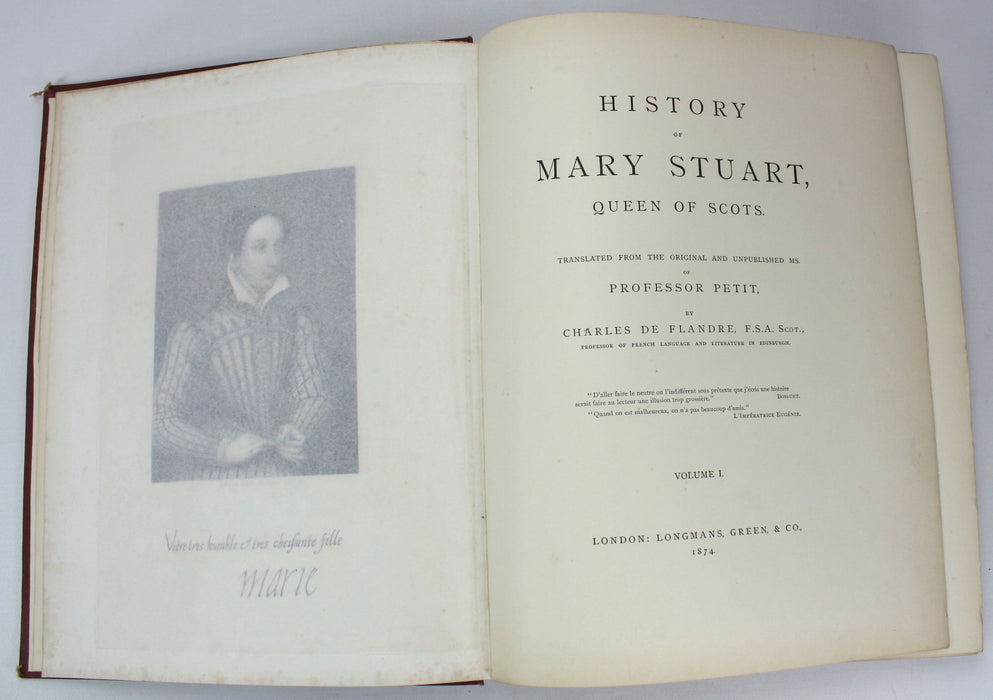 Votre tres humble & tres obeissante fille
Marie
HISTORY
OF
MARY STUART,
QUEEN OF SCOTS.
TRANSLATED FROM THE ORIGINAL AND UNPUBLISHED MS.
OF
PROFESSOR PETIT,
BY
CHARLES DE FLANDRE, F.S.A. SCOT.,
PROFESSOR OF FRENCH LANGUAGE AND LITERATURE IN EDINBURGH.
"D'aller faire le neutre ou l'indifférent sous prétexte que j'écris une histoire
serait faire au lecteur une illusion trop grossière." BOSSUET.
"Quand on est malheureux, on n'a pas beaucoup d'amis."
L'IMPÉRATRICE EUGÉNIE.
VOLUME I.
LONDON: LONGMANS, GREEN, & CO.
1874.